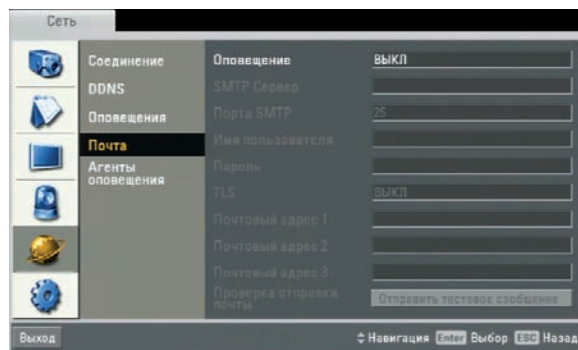 Сеть
Соединение
DDNS
Оповещения
Почта
Агенты
оповещения
Оповещение ВЫКЛ
SMTP Сервер
Порта SMTP 25
Имя пользователя
Пароль
TLS ВЫКЛ
Почтовый адрес 1
Почтовый адрес 2
Почтовый адрес 3
Проверка отправки
почты
Отправить тестовое сообщение
Выход
Навигация Enter Выбор ESC Назад